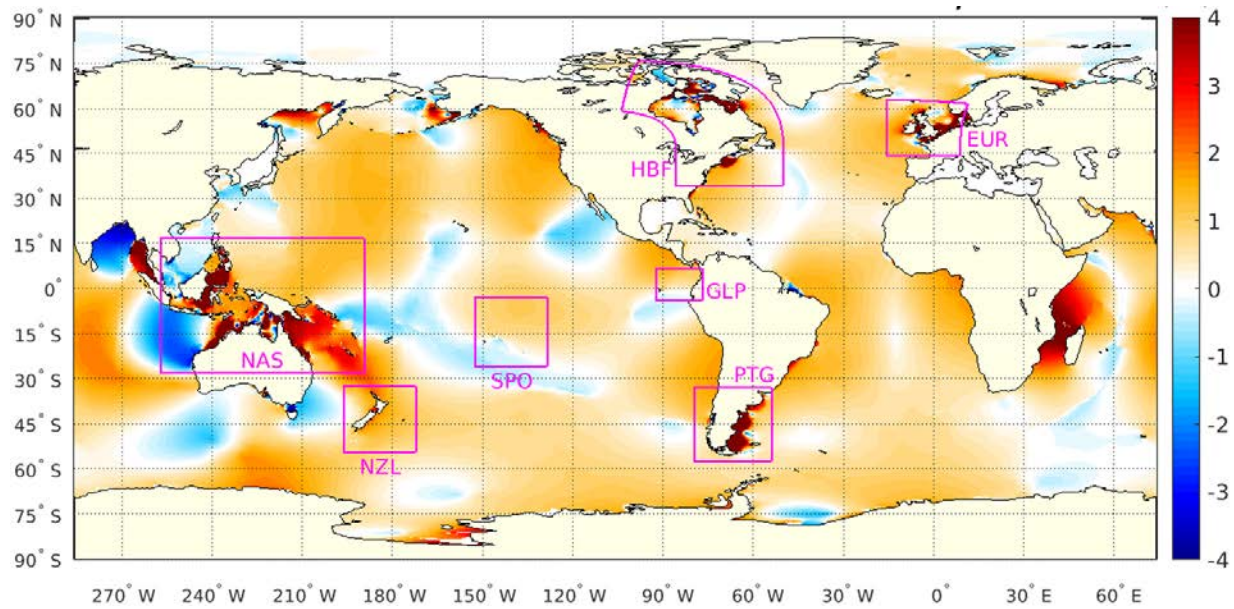 90° N
75° N
60° N
45° N
30° N
15° N
0°
15° S
30° S
45° S
60° S
75° S
90° S
HBF
EUR
GLP
NAS
SPO
PTG
NZL
270° W
240° W
210° W
180° W
150° W
120° W
90° W
60° W
30° W
0°
30° E
60° E
4
3
2
1
0
-1
-2
-3
-4